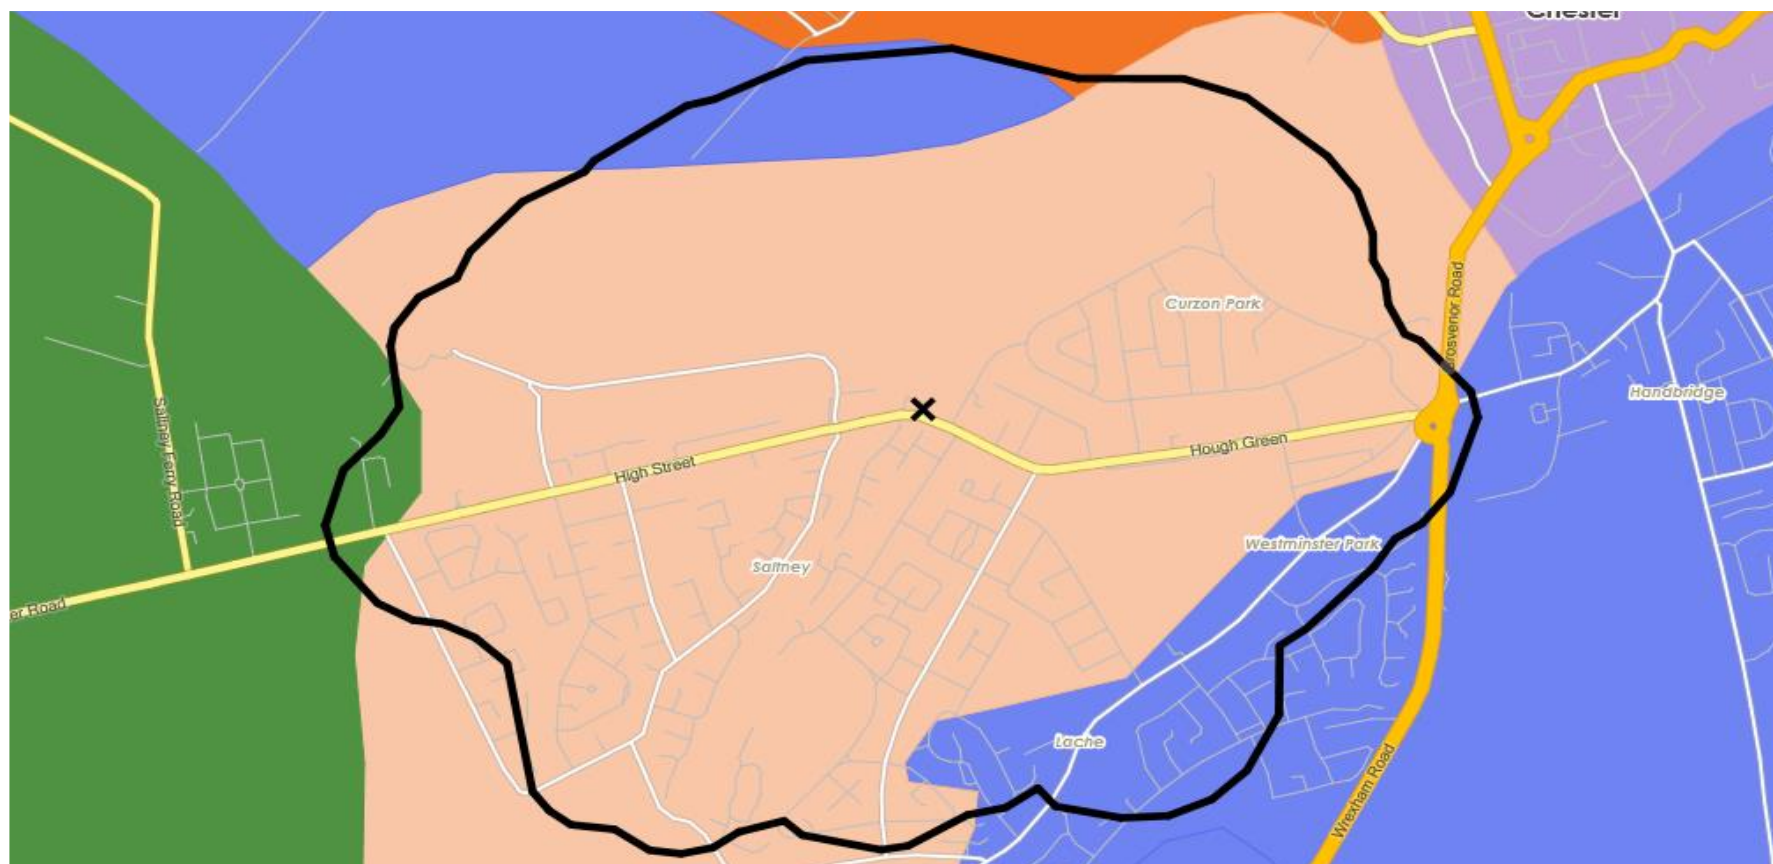 Chester
Grosvenor Road
Curzon Park
Handbridge
Saltney Ferry Road
High Street
Hough Green
Westminster Park
Saltney
er Road
Lache
Wrexham Road